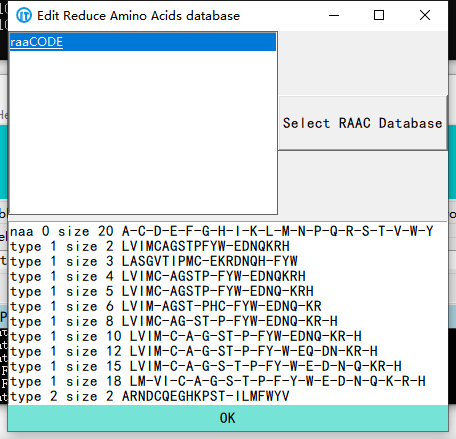 Edit Reduce Amino Acids database
raaCODE
Select RAAC Database
naa 0 size 20 A-C-D-E-F-G-H-I-K-L-M-N-P-Q-R-S-T-V-W-Y
type 1 size 2 LVIMCAGSTPFYW-EDNQKRH
type 1 size 3 LASGVTIPMC-EKRDNQH-FYW
type 1 size 4 LVIMC-AGSTP-FYW-EDNQKRH
type 1 size 5 LVIMC-AGSTP-FYW-EDNQ-KRH
type 1 size 6 LVIM-AGST-PHC-FYW-EDNQ-KR
type 1 size 8 LVIMC-AG-ST-P-FYW-EDNQ-KR-H
type 1 size 10 LVIM-C-A-G-ST-P-FYW-EDNQ-KR-H
type 1 size 12 LVIM-C-A-G-ST-P-FY-W-EQ-DN-KR-H
type 1 size 15 LVIM-C-A-G-S-T-P-FY-W-E-D-N-Q-KR-H
type 1 size 18 LM-VI-C-A-G-S-T-P-F-Y-W-E-D-N-Q-K-R-H
type 2 size 2 ARNDCQEGHKPST-ILMFWYV
OK